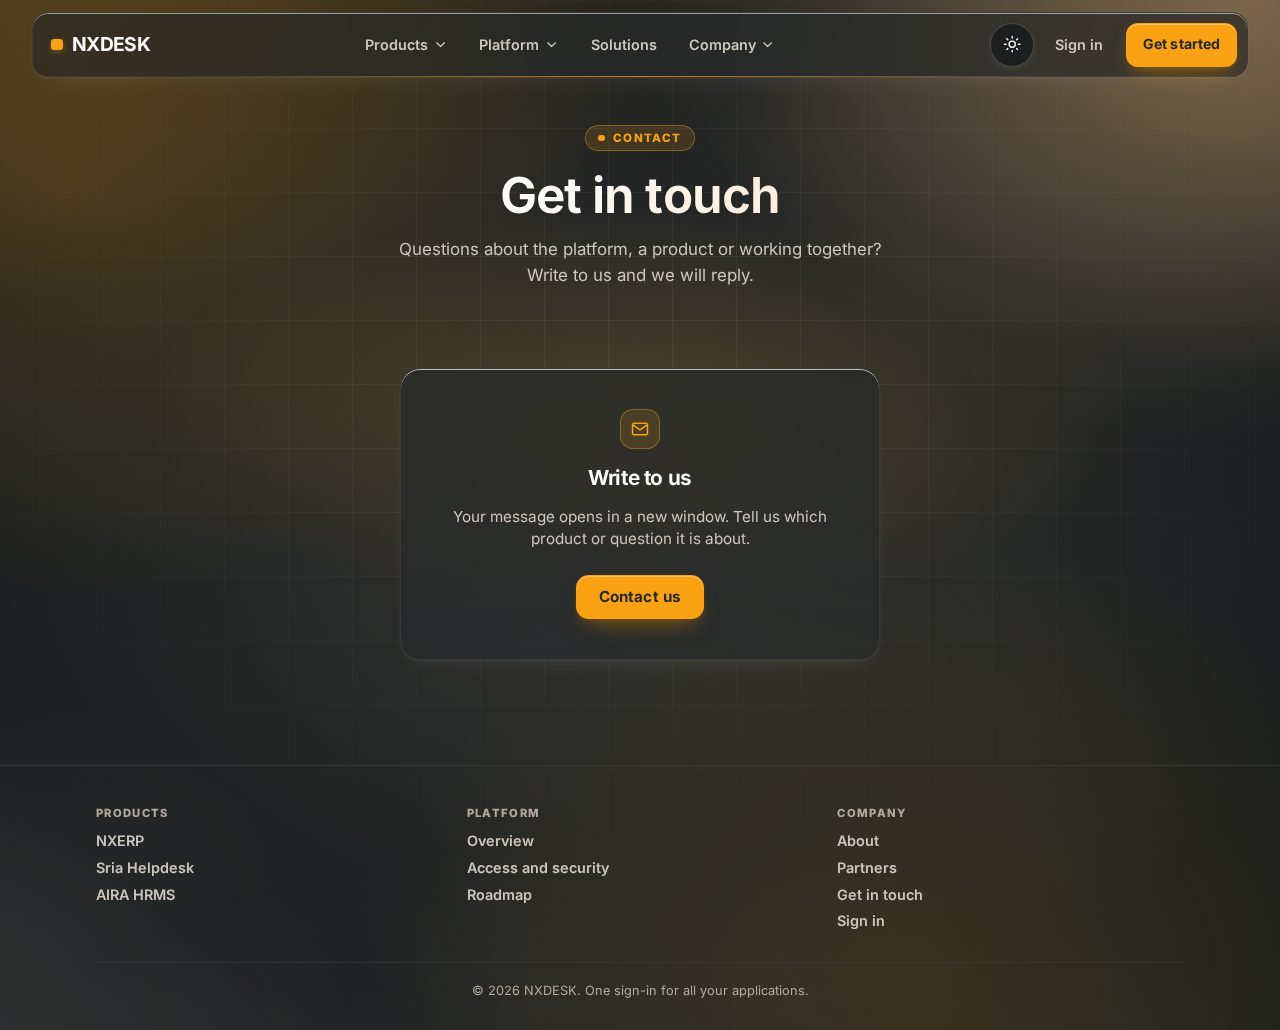 NXDESK
Products
Platform
Solutions
Company
Sign in
Get started
CONTACT
Get in touch
Questions about the platform, a product or working together?
Write to us and we will reply.
Write to us
Your message opens in a new window. Tell us which
product or question it is about.
Contact us
PRODUCTS
NXERP
Sria Helpdesk
AIRA HRMS
PLATFORM
Overview
Access and security
Roadmap
COMPANY
About
Partners
Get in touch
Sign in
© 2026 NXDESK. One sign-in for all your applications.